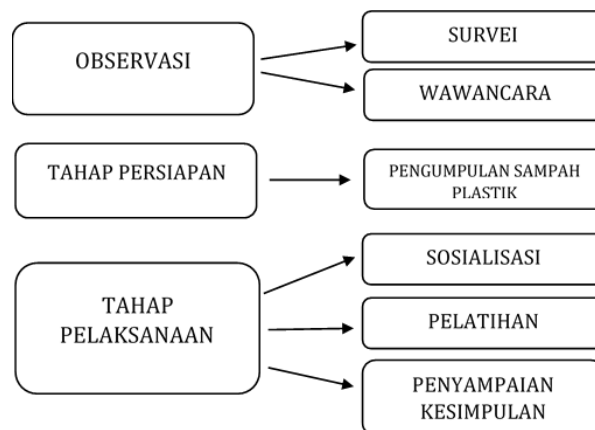 OBSERVASI
SURVEI
WAWANCARA
TAHAP PERSIAPAN
PENGUMPULAN SAMPAH
PLASTIK
TAHAP
PELAKSANAAN
SOSIALISASI
PELATIHAN
PENYAMPAIAN
KESIMPULAN